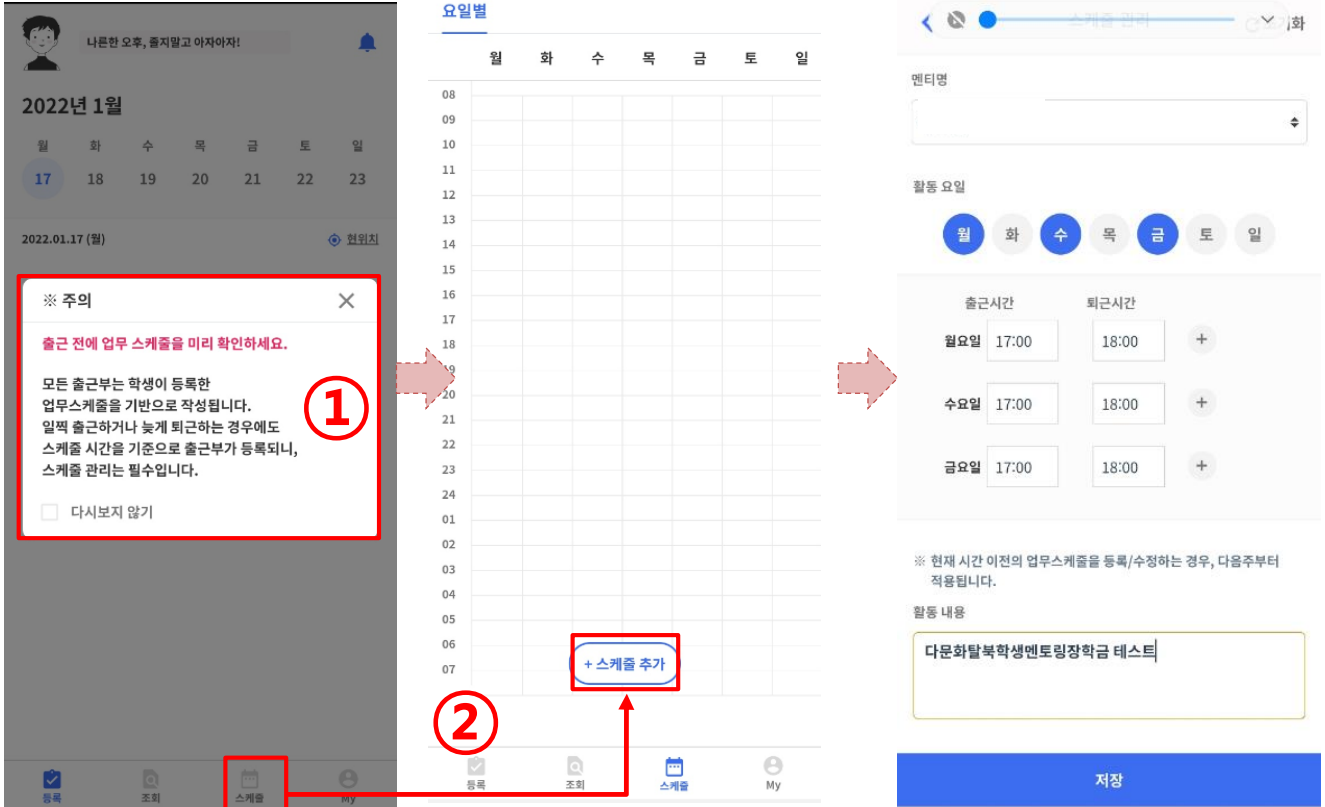 나른한 오후, 졸지말고 아자아자!
2022년 1월
월 화 수 목 금 토 일
17 18 19 20 21 22 23
2022.01.17 (월) 현위치
※ 주의
출근 전에 업무 스케줄을 미리 확인하세요.
모든 출근부는 학생이 등록한
업무스케줄을 기반으로 작성됩니다.
일찍 출근하거나 늦게 퇴근하는 경우에도
스케줄 시간을 기준으로 출근부가 등록되니,
스케줄 관리는 필수입니다.
다시보지 않기
①
등록 조회 스케줄 My
요일별
월 화 수 목 금 토 일
08
09
10
11
12
13
14
15
16
17
18
19
20
21
22
23
24
01
02
03
04
05
06
07
+ 스케줄 추가
②
등록 조회 스케줄 My
스케줄 관리
기화
멘티명
활동 요일
월 화 수 목 금 토 일
출근시간 퇴근시간
월요일 17:00 18:00 +
수요일 17:00 18:00 +
금요일 17:00 18:00 +
※ 현재 시간 이전의 업무스케줄을 등록/수정하는 경우, 다음주부터
적용됩니다.
활동 내용
다문화탈북학생멘토링장학금 테스트
저장